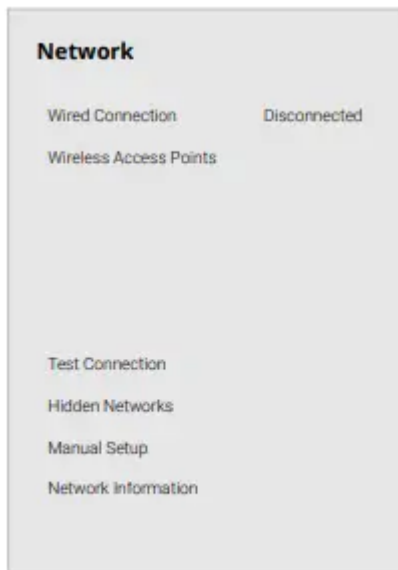 Network
Wired Connection Disconnected
Wireless Access Points
Test Connection
Hidden Networks
Manual Setup
Network Information